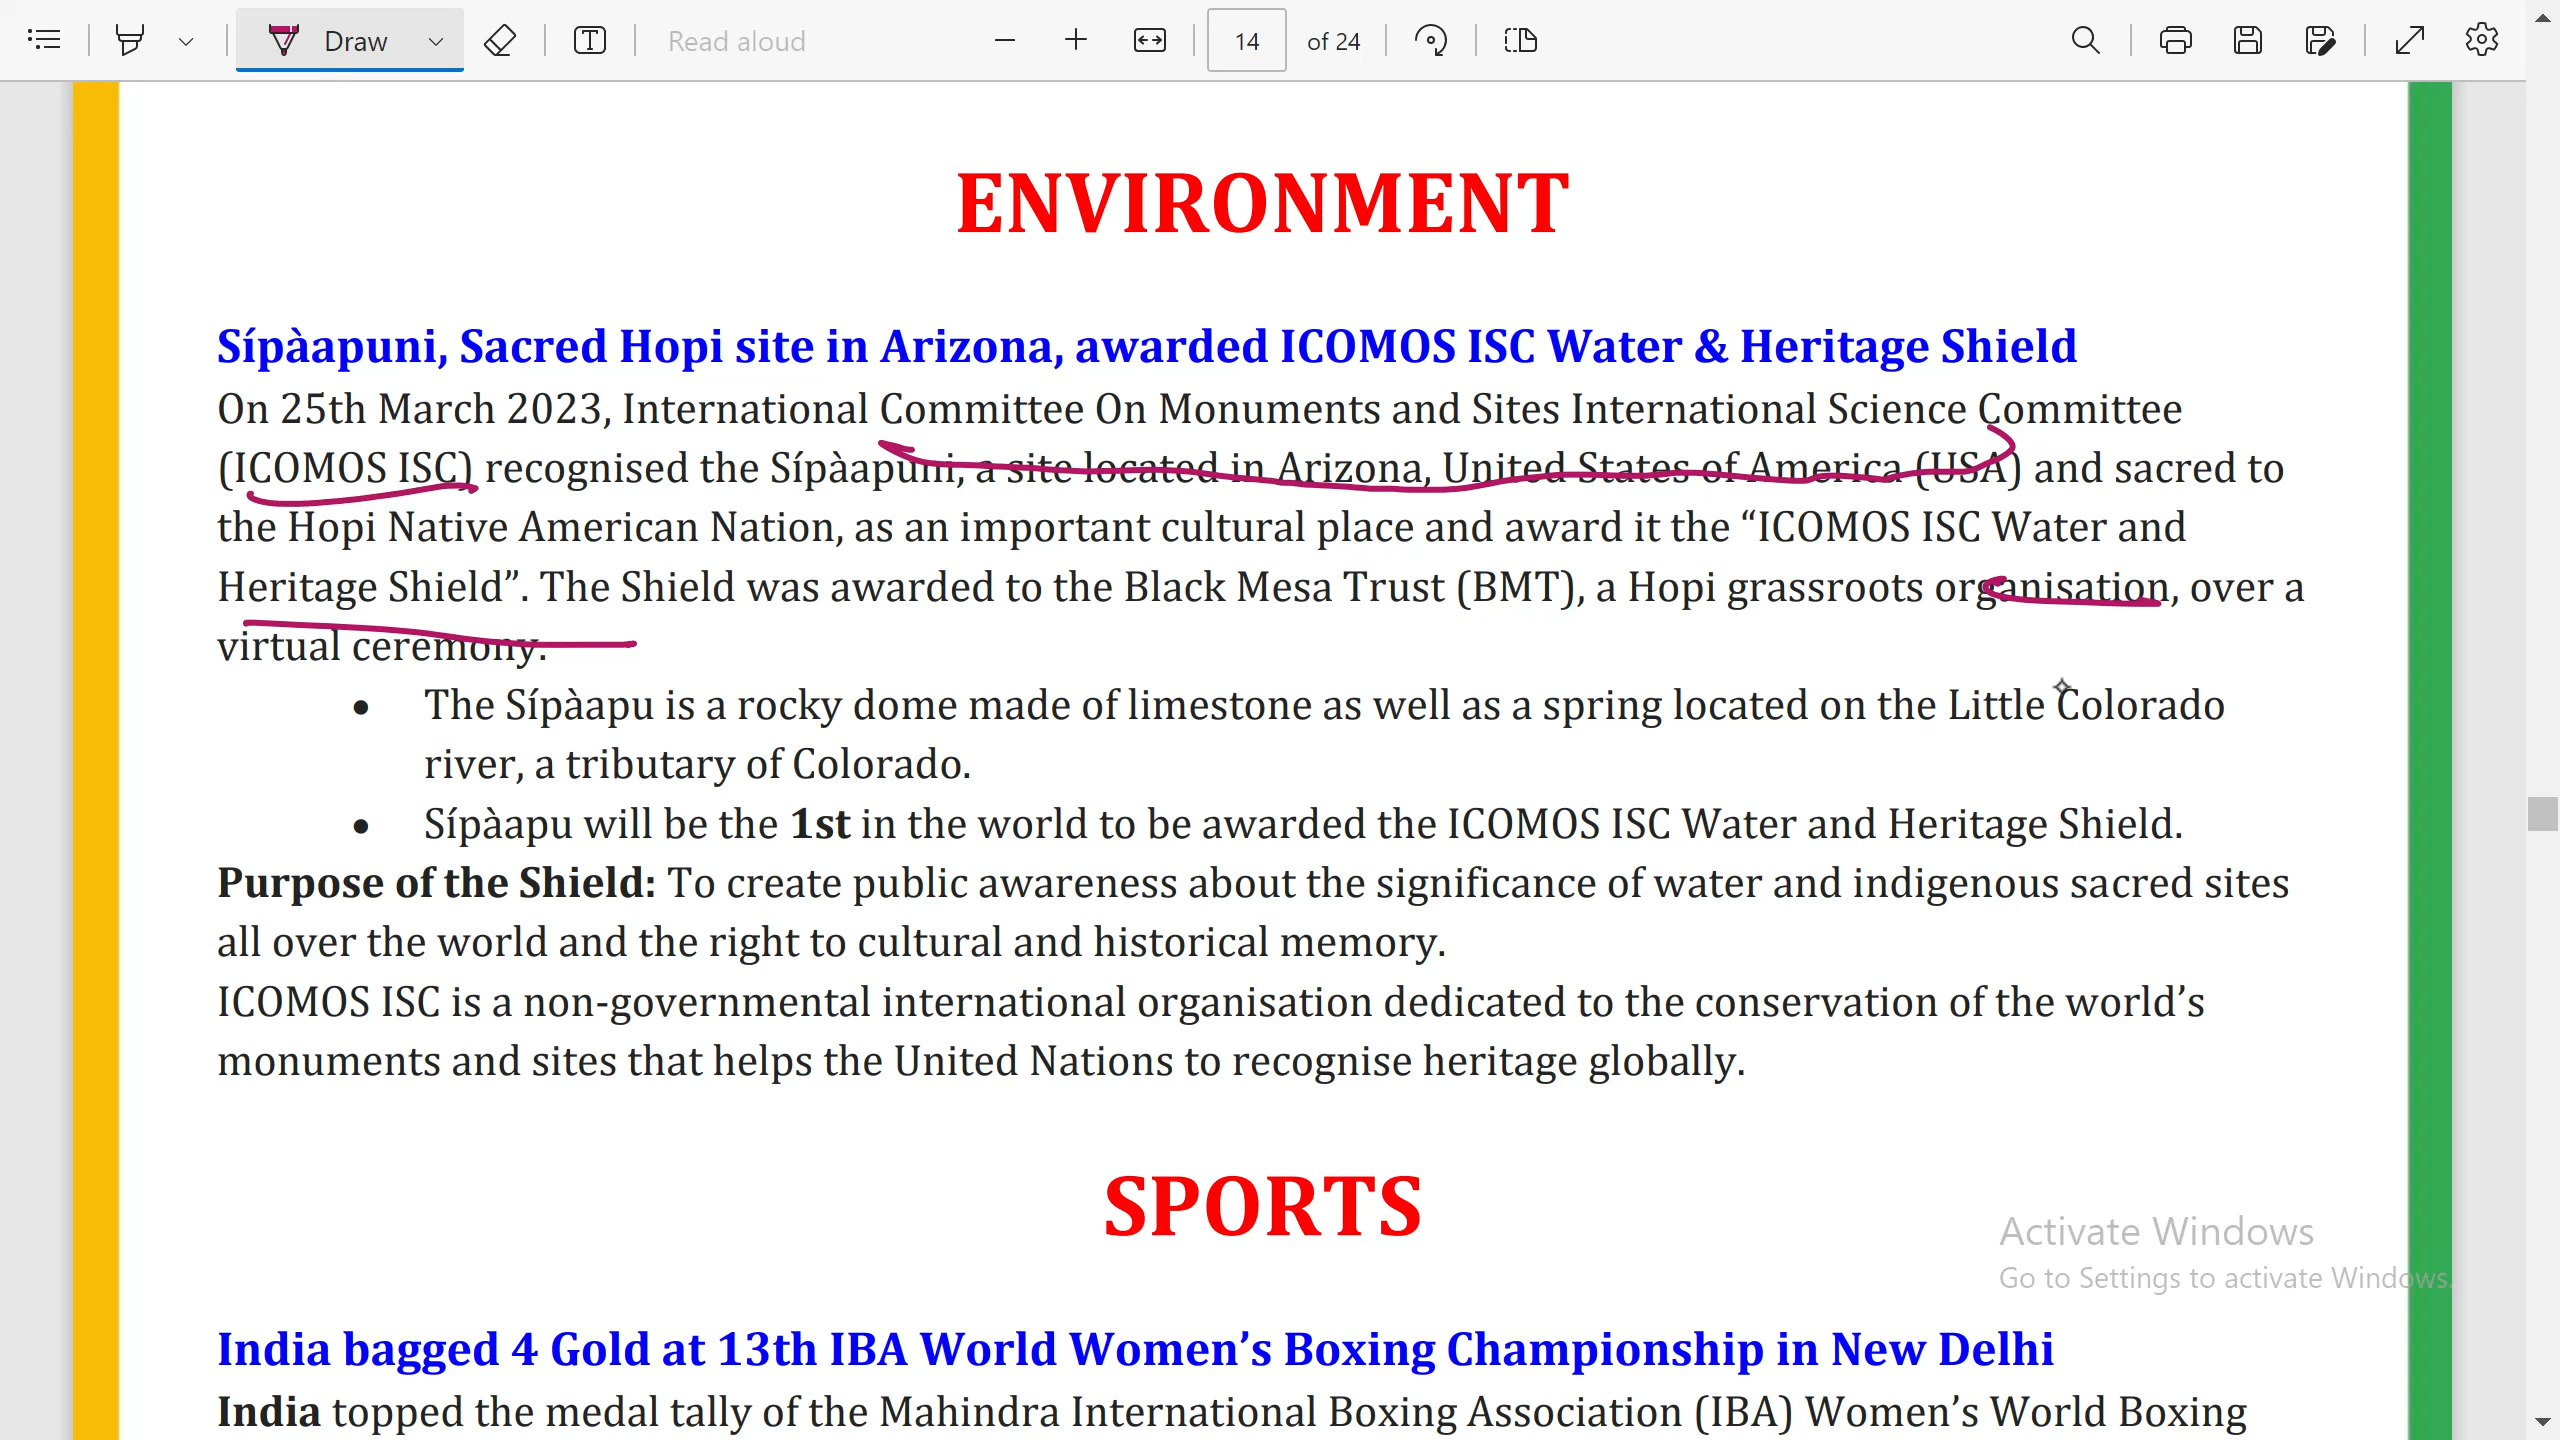 Draw
Read aloud
14 of 24
ENVIRONMENT
Sípàapuni, Sacred Hopi site in Arizona, awarded ICOMOS ISC Water & Heritage Shield
On 25th March 2023, International Committee On Monuments and Sites International Science Committee
(ICOMOS ISC) recognised the Sípàapuni, a site located in Arizona, United States of America (USA) and sacred to
the Hopi Native American Nation, as an important cultural place and award it the “ICOMOS ISC Water and
Heritage Shield”. The Shield was awarded to the Black Mesa Trust (BMT), a Hopi grassroots organisation, over a
virtual ceremony.
• The Sípàapu is a rocky dome made of limestone as well as a spring located on the Little Colorado
river, a tributary of Colorado.
• Sípàapu will be the 1st in the world to be awarded the ICOMOS ISC Water and Heritage Shield.
Purpose of the Shield: To create public awareness about the significance of water and indigenous sacred sites
all over the world and the right to cultural and historical memory.
ICOMOS ISC is a non-governmental international organisation dedicated to the conservation of the world’s
monuments and sites that helps the United Nations to recognise heritage globally.
SPORTS
Activate Windows
Go to Settings to activate Windows.
India bagged 4 Gold at 13th IBA World Women’s Boxing Championship in New Delhi
India topped the medal tally of the Mahindra International Boxing Association (IBA) Women’s World Boxing